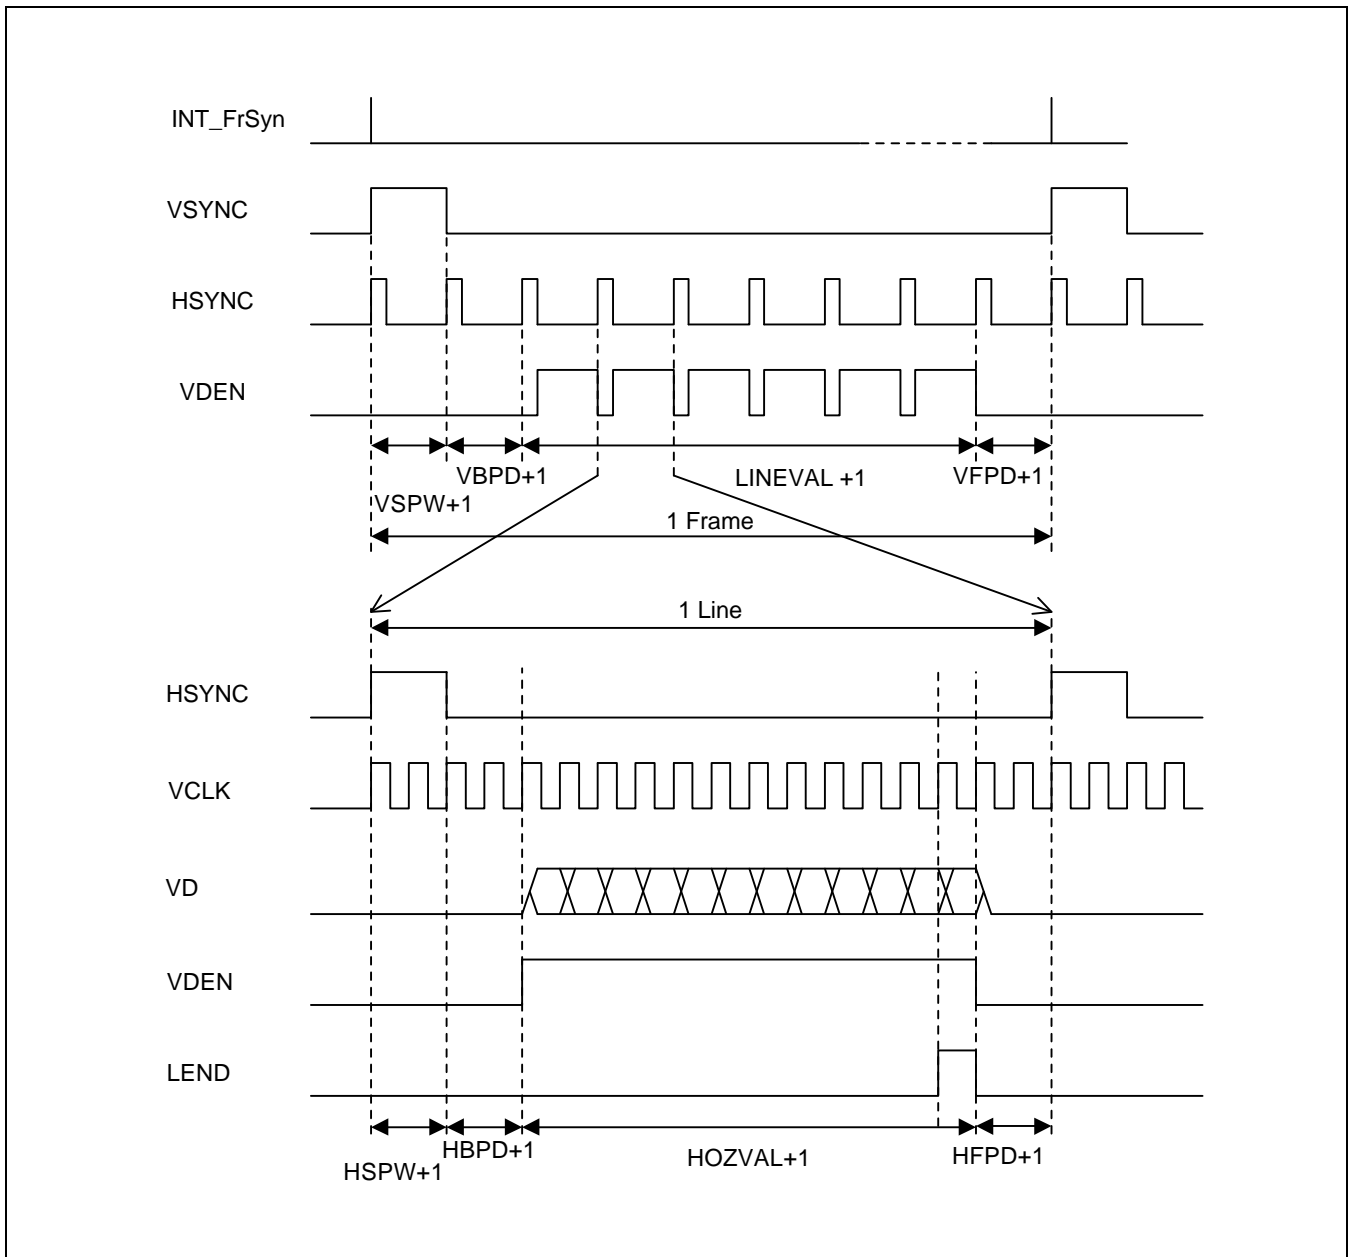 INT_FrSyn
VSYNC
HSYNC
VDEN
VBPD+1
LINEVAL +1
VFPD+1
VSPW+1
1 Frame
1 Line
HSYNC
VCLK
VD
VDEN
LEND
HBPD+1
HOZVAL+1
HFPD+1
HSPW+1